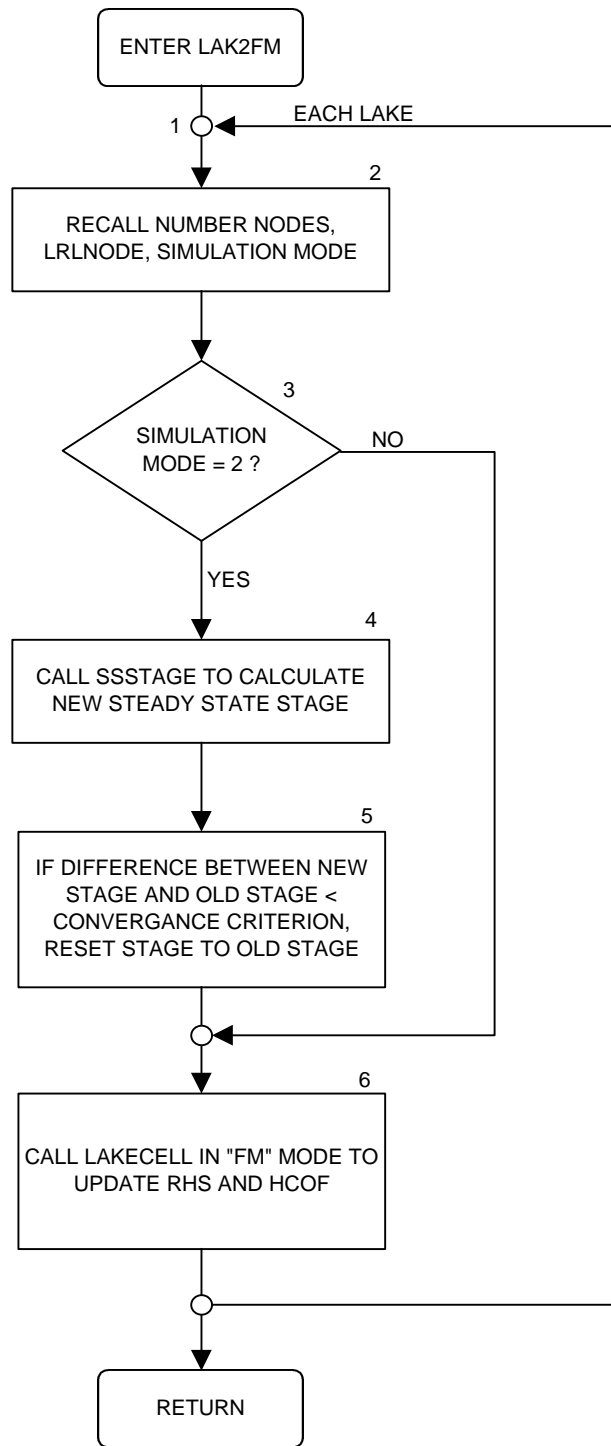 ENTER LAK2FM
EACH LAKE
1
2
RECALL NUMBER NODES,
LRLNODE, SIMULATION MODE
3
SIMULATION
MODE = 2 ?
NO
YES
4
CALL SSSTAGE TO CALCULATE
NEW STEADY STATE STAGE
5
IF DIFFERENCE BETWEEN NEW
STAGE AND OLD STAGE <
CONVERGANCE CRITERION,
RESET STAGE TO OLD STAGE
6
CALL LAKECELL IN "FM" MODE TO
UPDATE RHS AND HCOF
RETURN